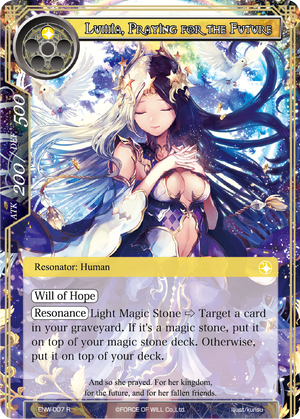 Lumia, Praying for the Future
ATK 200 / DEF 500
Resonator: Human
Will of Hope
Resonance Light Magic Stone ⇨ Target a card
in your graveyard. If it's a magic stone, put it
on top of your magic stone deck. Otherwise,
put it on top of your deck.
And so she prayed. For her kingdom,
for the future, and for her fallen friends.
ENW-007 R
©FORCE OF WILL Co.,Ltd.
Illust/kurisu